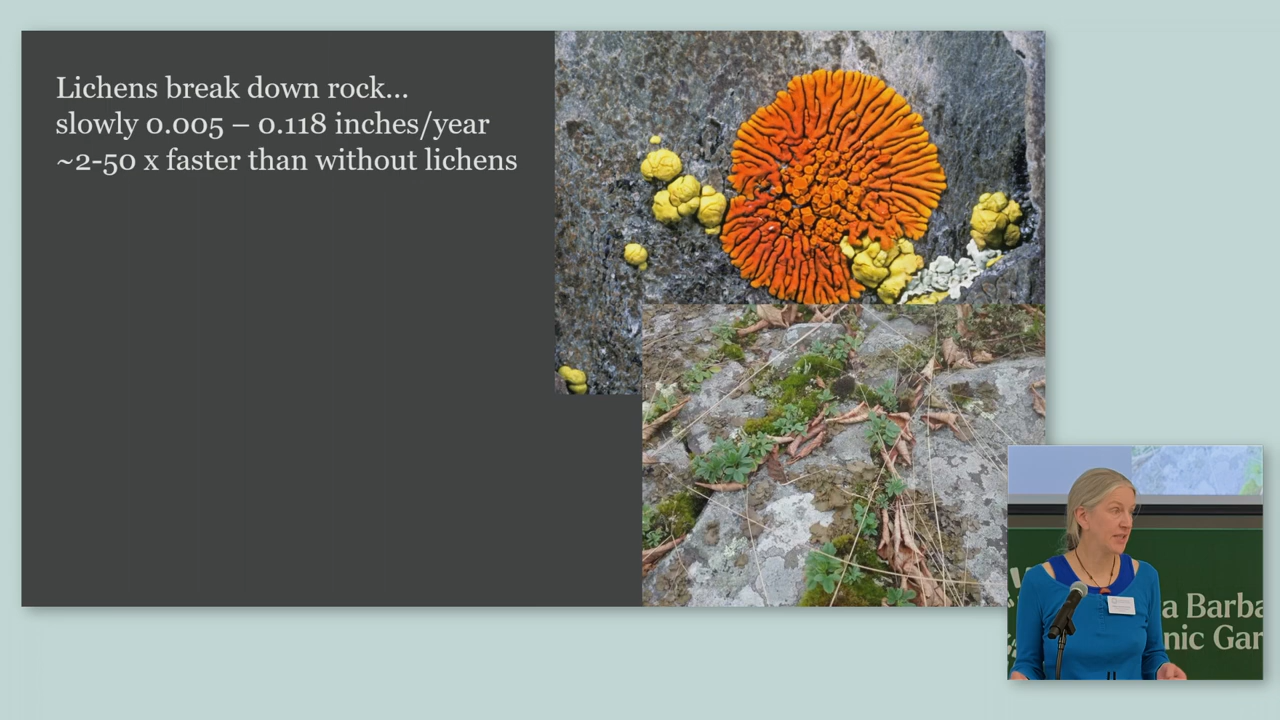 Lichens break down rock...
slowly 0.005 – 0.118 inches/year
~2-50 x faster than without lichens
a Barba
nic Gar